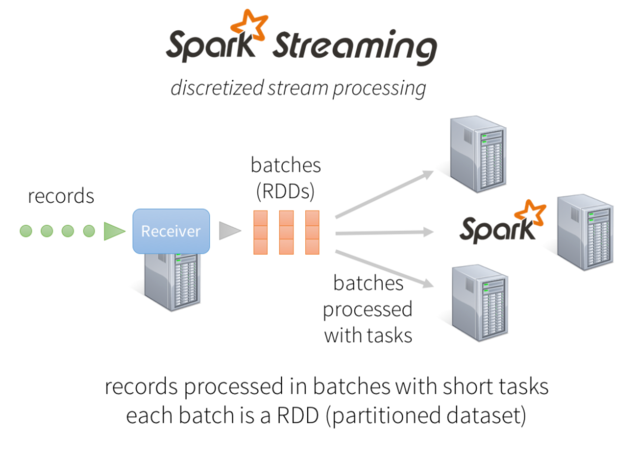 Spark Streaming
discretized stream processing
batches
(RDDs)
records
Receiver
Spark
batches
processed
with tasks
records processed in batches with short tasks
each batch is a RDD (partitioned dataset)